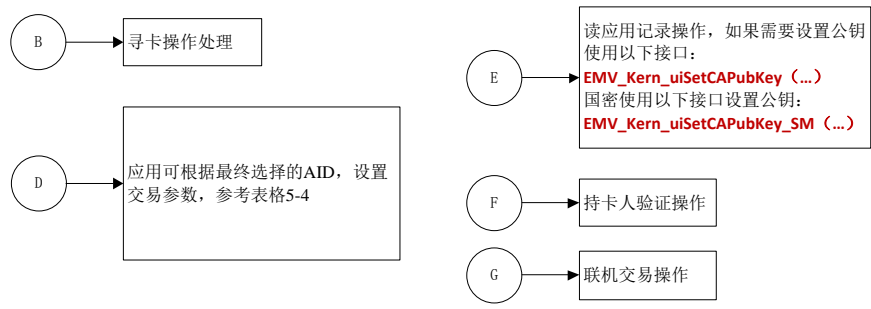 B
寻卡操作处理
D
应用可根据最终选择的AID，设置
交易参数，参考表格5-4
E
读应用记录操作，如果需要设置公钥
使用以下接口：
EMV_Kern_uiSetCAPubKey（…）
国密使用以下接口设置公钥：
EMV_Kern_uiSetCAPubKey_SM（…）
F
持卡人验证操作
G
联机交易操作